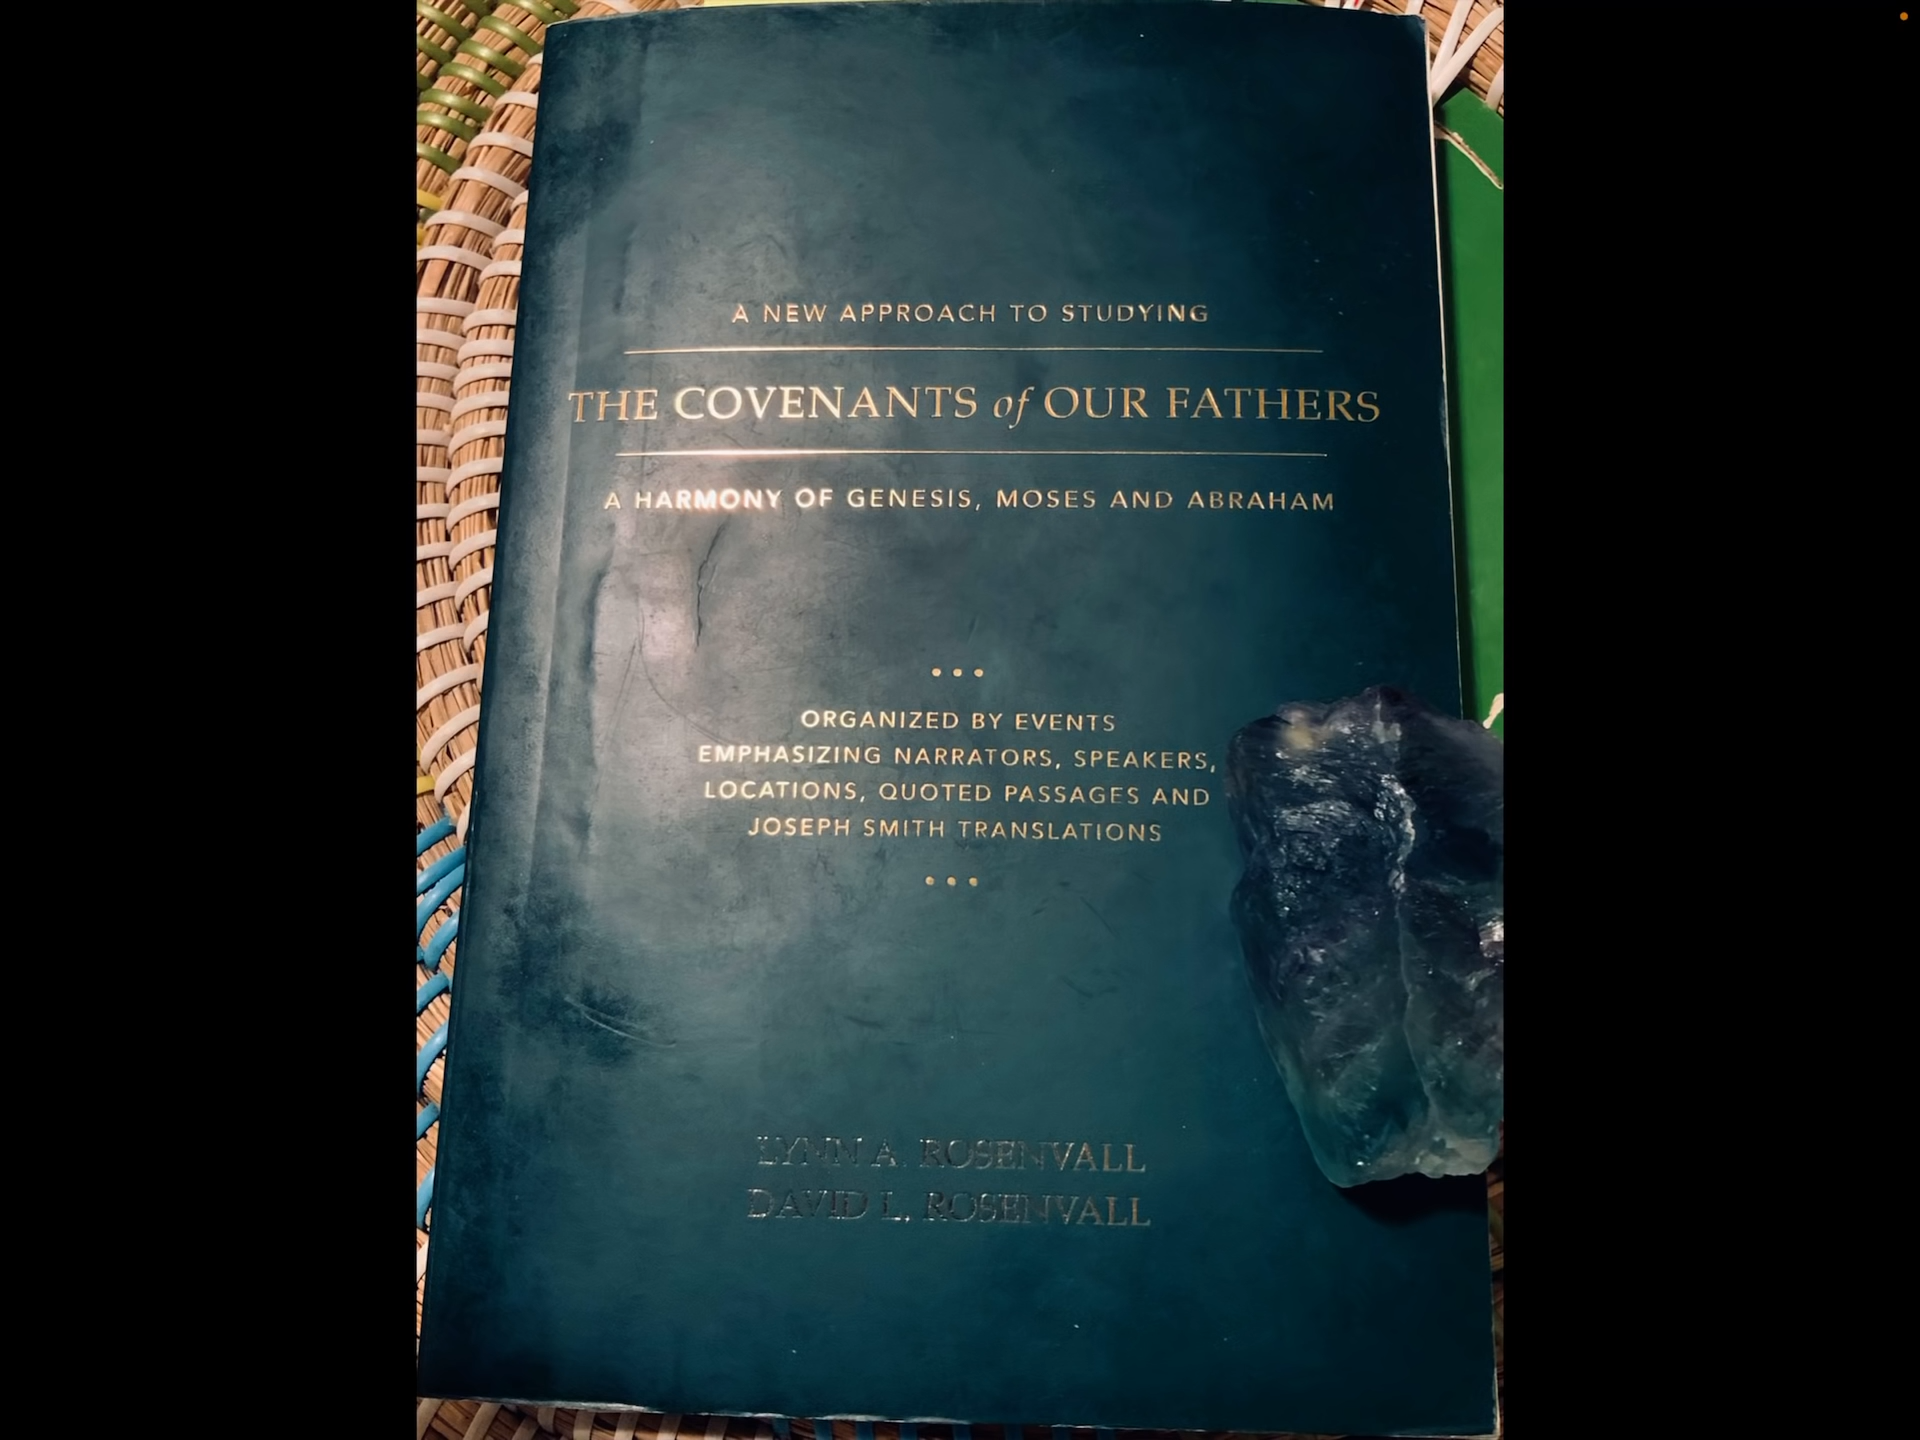 A NEW APPROACH TO STUDYING
THE COVENANTS of OUR FATHERS
A HARMONY OF GENESIS, MOSES AND ABRAHAM
ORGANIZED BY EVENTS
EMPHASIZING NARRATORS, SPEAKERS,
LOCATIONS, QUOTED PASSAGES AND
JOSEPH SMITH TRANSLATIONS
LYNN A. ROSENVALL
DAVID L. ROSENVALL